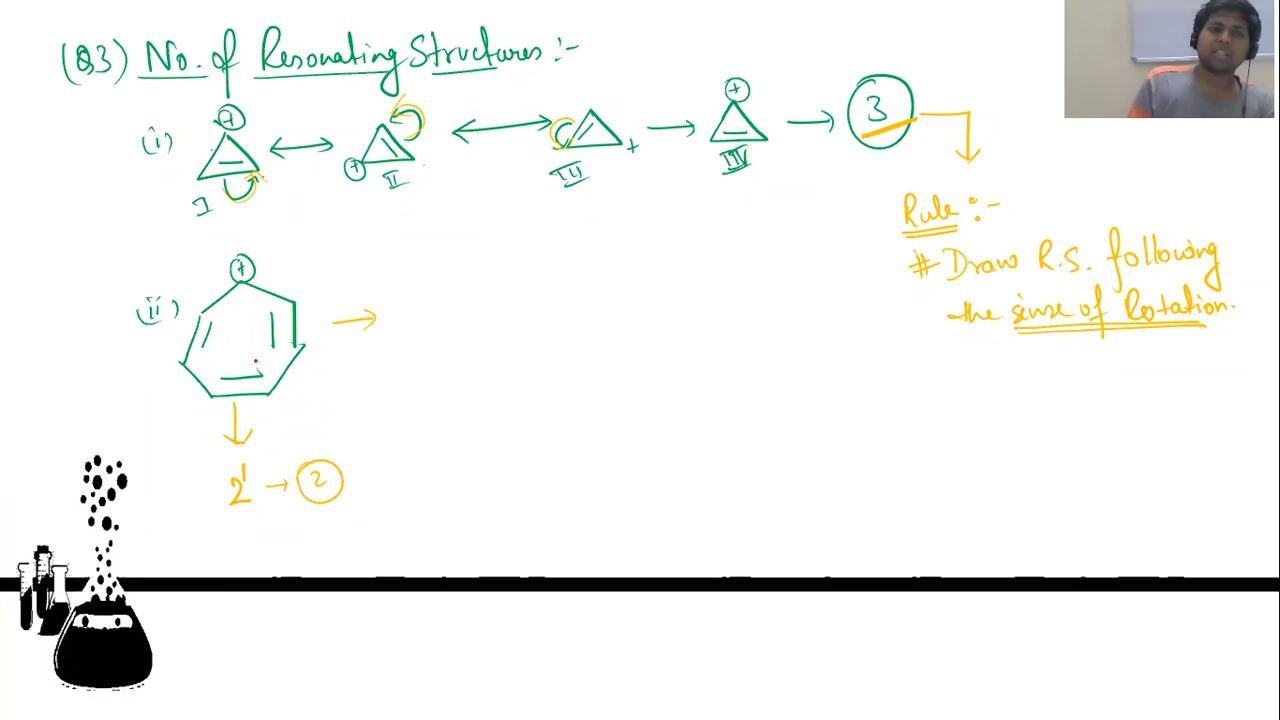 (Q3) No. of Resonating Structures :-
(i) + ⟷ + ⟷ + → + → 3
I II III IV
Rule :-
# Draw R.S. following
the sense of Rotation.
(ii) + →
2' → 2